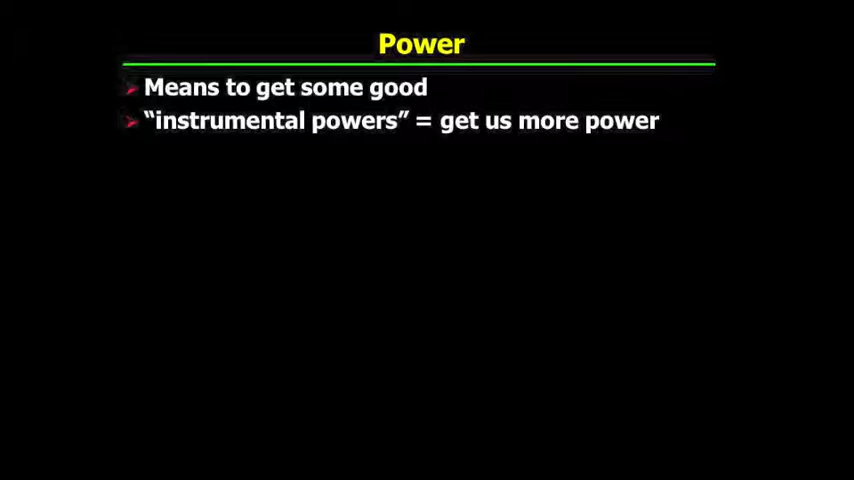 Power
Means to get some good
“instrumental powers” = get us more power